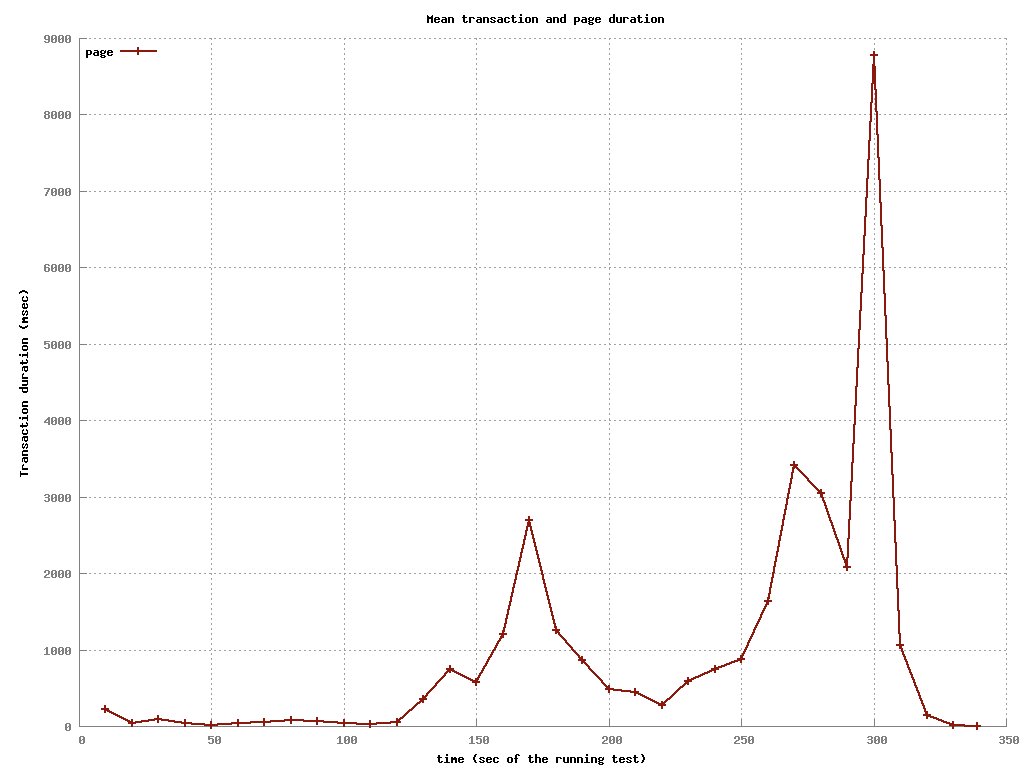 Mean transaction and page duration
page
9000
8000
7000
6000
5000
4000
3000
2000
1000
0
Transaction duration (msec)
0 50 100 150 200 250 300 350
time (sec of the running test)